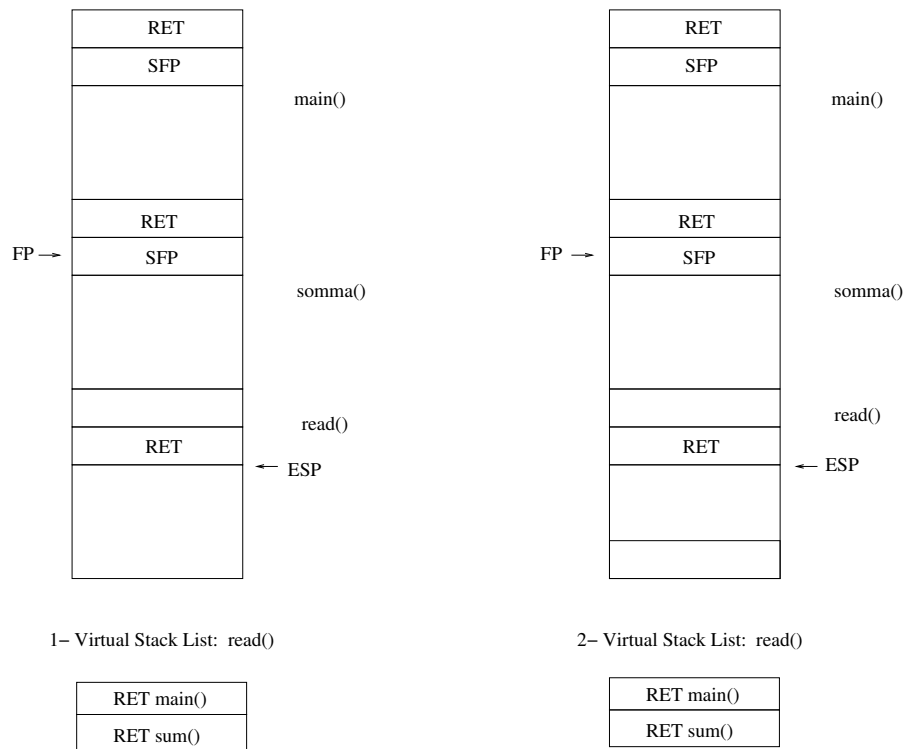 RET
SFP
main()
RET
FP
SFP
somma()
read()
RET
ESP
1− Virtual Stack List: read()
RET main()
RET sum()
RET
SFP
main()
RET
FP
SFP
somma()
read()
RET
ESP
2− Virtual Stack List: read()
RET main()
RET sum()